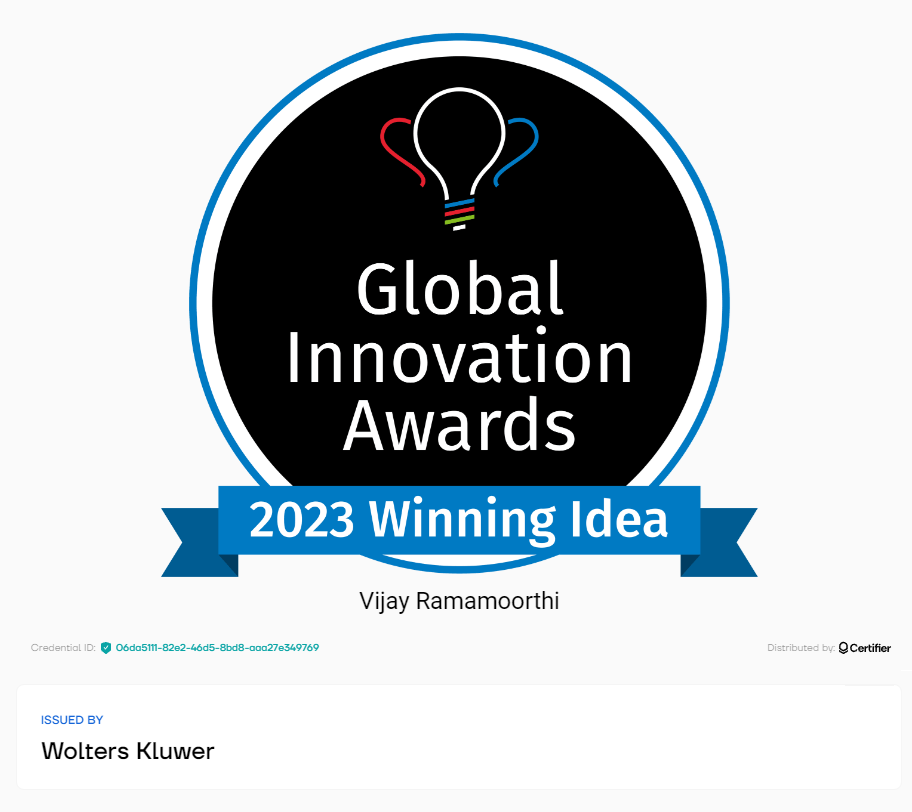 Global
Innovation
Awards
2023 Winning Idea
Vijay Ramamoorthi
Credential ID: 06da5111-82e2-46d5-8bd8-aaa27e349769
Distributed by: Certifier
ISSUED BY
Wolters Kluwer